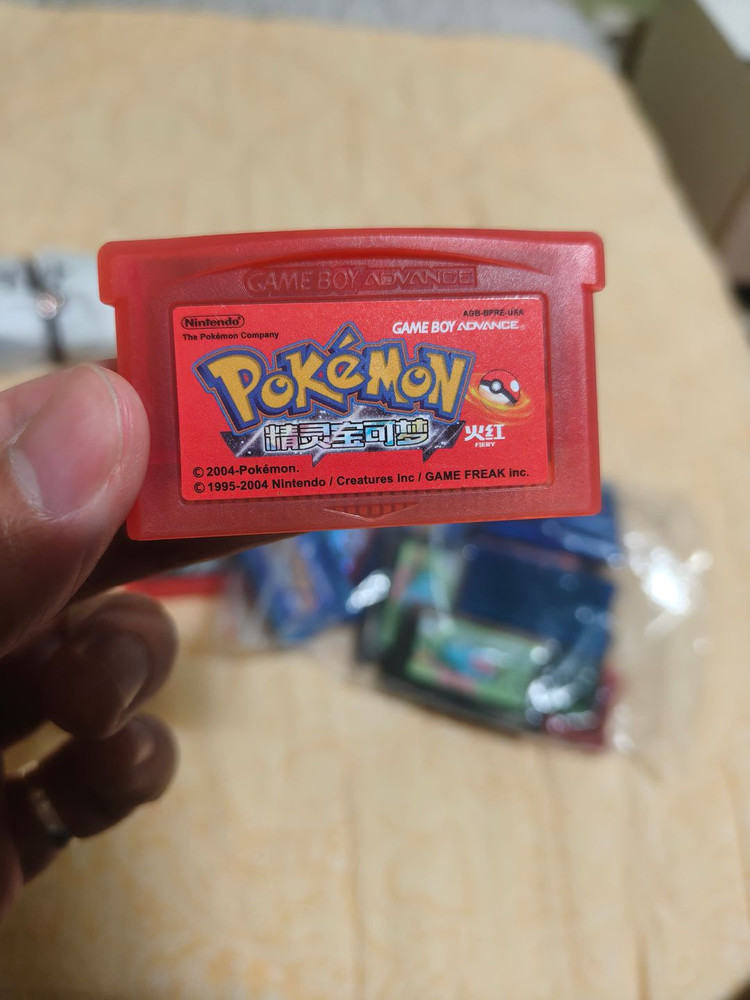 GAME BOY ADVANCE
Nintendo®
The Pokémon Company
AGB-BPRE-USA
GAME BOY ADVANCE
POKéMON
精灵宝可梦
火红
FIERY
© 2004-Pokémon.
© 1995-2004 Nintendo / Creatures Inc / GAME FREAK inc.